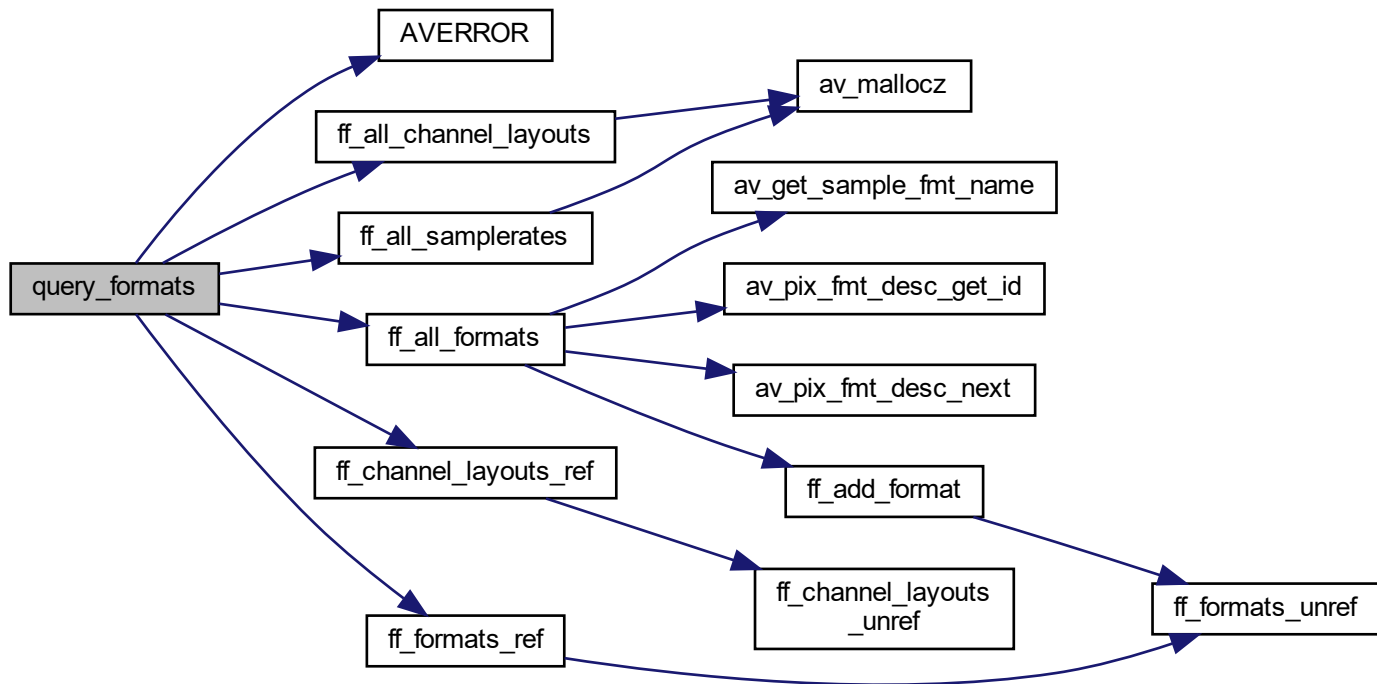 AVERROR
av_mallocz
ff_all_channel_layouts
av_get_sample_fmt_name
ff_all_samplerates
query_formats
av_pix_fmt_desc_get_id
ff_all_formats
av_pix_fmt_desc_next
ff_channel_layouts_ref
ff_add_format
ff_channel_layouts
_unref
ff_formats_unref
ff_formats_ref